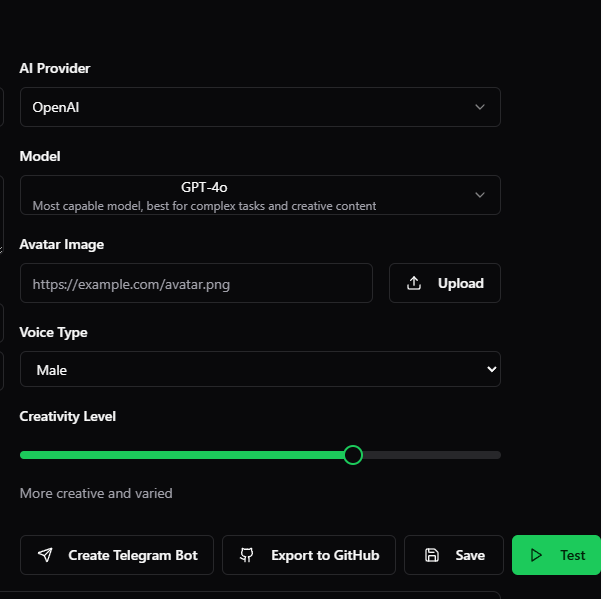 AI Provider
OpenAI
Model
GPT-4o
Most capable model, best for complex tasks and creative content
Avatar Image
https://example.com/avatar.png
Upload
Voice Type
Male
Creativity Level
More creative and varied
Create Telegram Bot
Export to GitHub
Save
Test